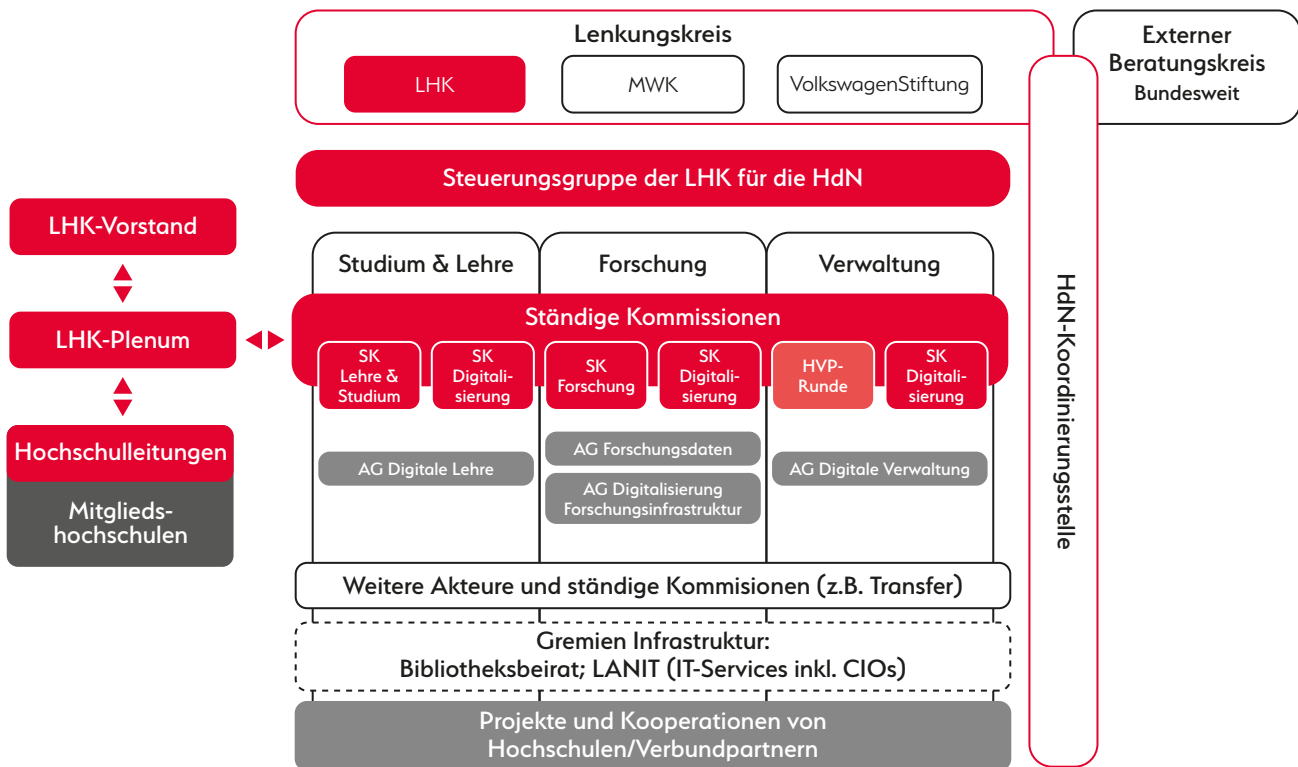 Lenkungskreis
LHK
MWK
VolkswagenStiftung
Externer
Beratungskreis
Bundesweit
Steuerungsgruppe der LHK für die HdN
LHK-Vorstand
LHK-Plenum
Hochschulleitungen
Mitglieds-
hochschulen
Studium & Lehre
Forschung
Verwaltung
Ständige Kommissionen
SK
Lehre &
Studium
SK
Digitali-
sierung
SK
Forschung
SK
Digitali-
sierung
HVP-
Runde
SK
Digitali-
sierung
AG Digitale Lehre
AG Forschungsdaten
AG Digitalisierung
Forschungsinfrastruktur
AG Digitale Verwaltung
Weitere Akteure und ständige Kommisionen (z.B. Transfer)
Gremien Infrastruktur:
Bibliotheksbeirat; LANIT (IT-Services inkl. CIOs)
Projekte und Kooperationen von
Hochschulen/Verbundpartnern
HdN-Koordinierungsstelle